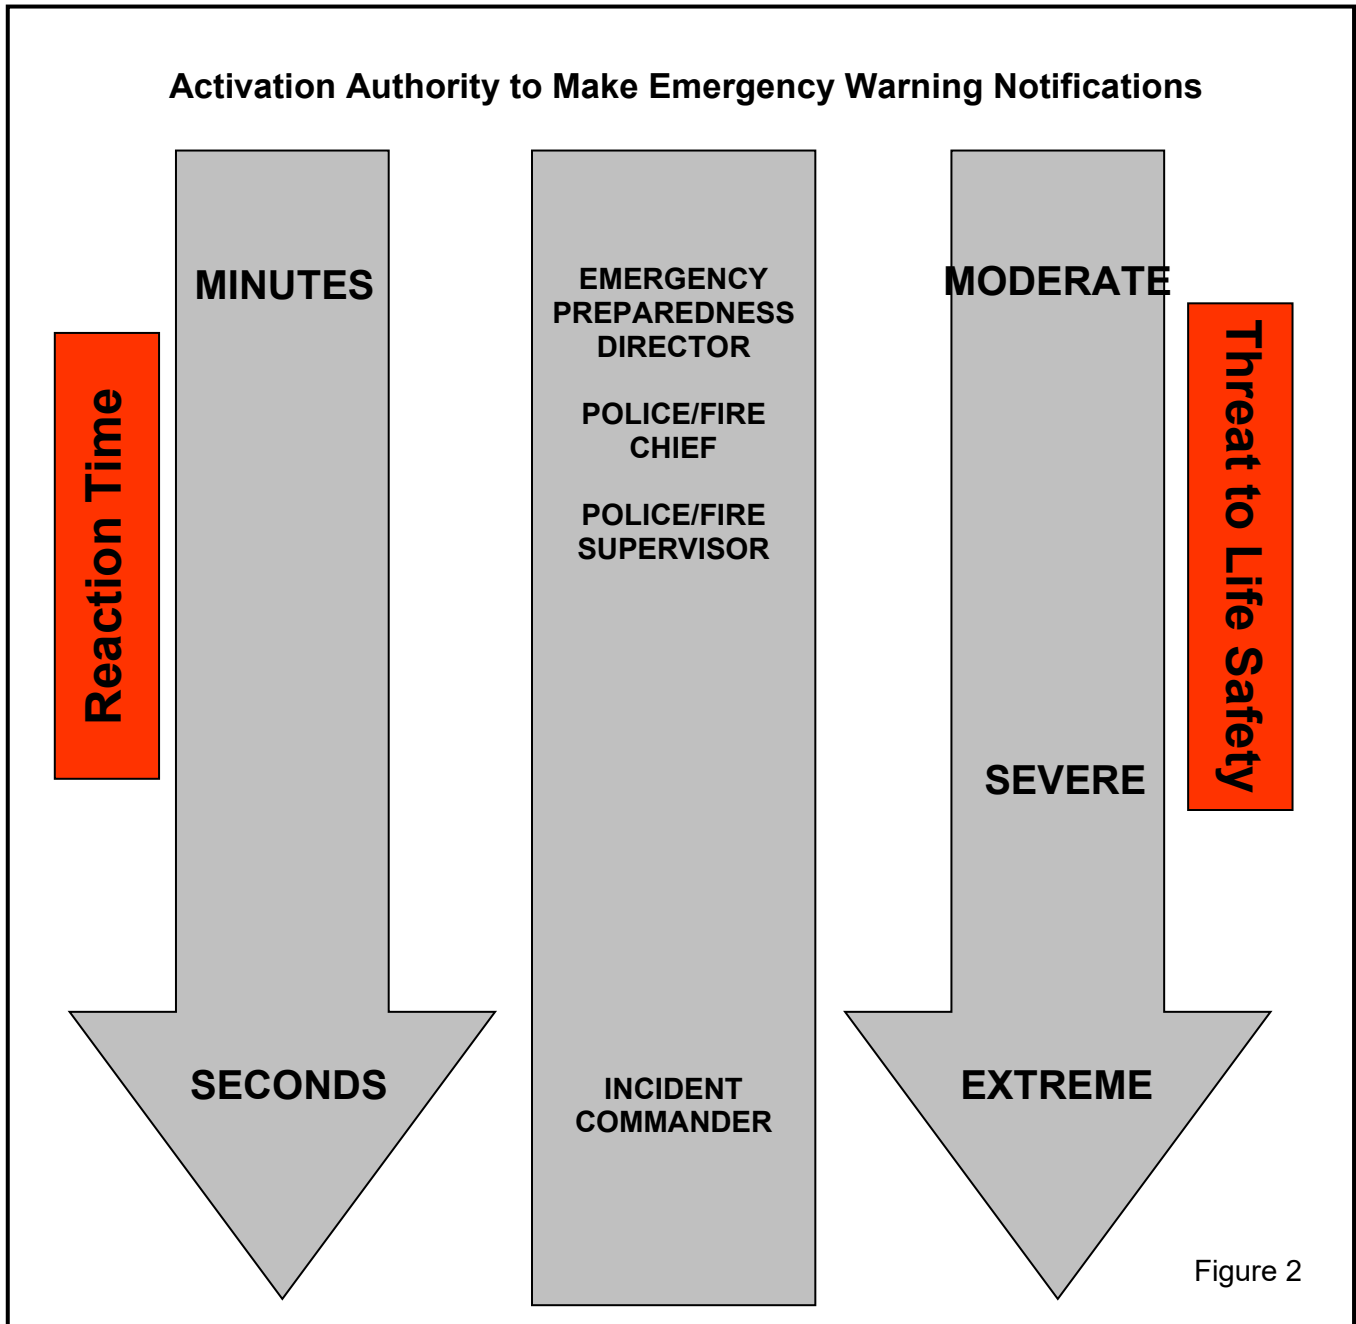 Activation Authority to Make Emergency Warning Notifications
Reaction Time
MINUTES
SECONDS
EMERGENCY
PREPAREDNESS
DIRECTOR
POLICE/FIRE
CHIEF
POLICE/FIRE
SUPERVISOR
INCIDENT
COMMANDER
MODERATE
SEVERE
EXTREME
Threat to Life Safety
Figure 2